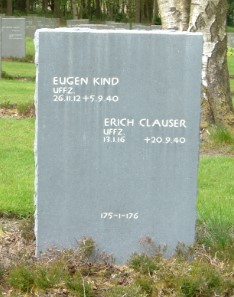 EUGEN KIND
UFFZ.
26.11.12 +5.9.40
ERICH CLAUSER
UFFZ.
13.1.16 +20.9.40
175-1-176